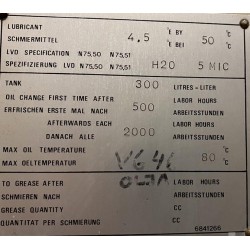 LUBRICANT
SCHMIERMITTEL 4.5 °E BY BEI 50 °C
LVD SPECIFICATION N75,50 N75,51
SPEZIFIZIERUNG LVD N75,50 N75,51 H20 5 MIC
TANK 300 LITRES=LITER
OIL CHANGE FIRST TIME AFTER LABOR HOURS
ERFRISCHEN ERSTE MAL NACH 500 ARBEITSSTUNDEN
AFTERWARDS EACH LABOR HOURS
DANACH ALLE 2000 ARBEITSSTUNDEN
MAX OIL TEMPERATUR
MAX OELTEMPERATUR 80 °C
V646
TO GREASE AFTER LABOR HOURS
SCHMIEREN NACH ARBEITSSTUNDEN
GREASE QUANTITY CC
QUANTITAT PER SCHMIERUNG CC
6841266